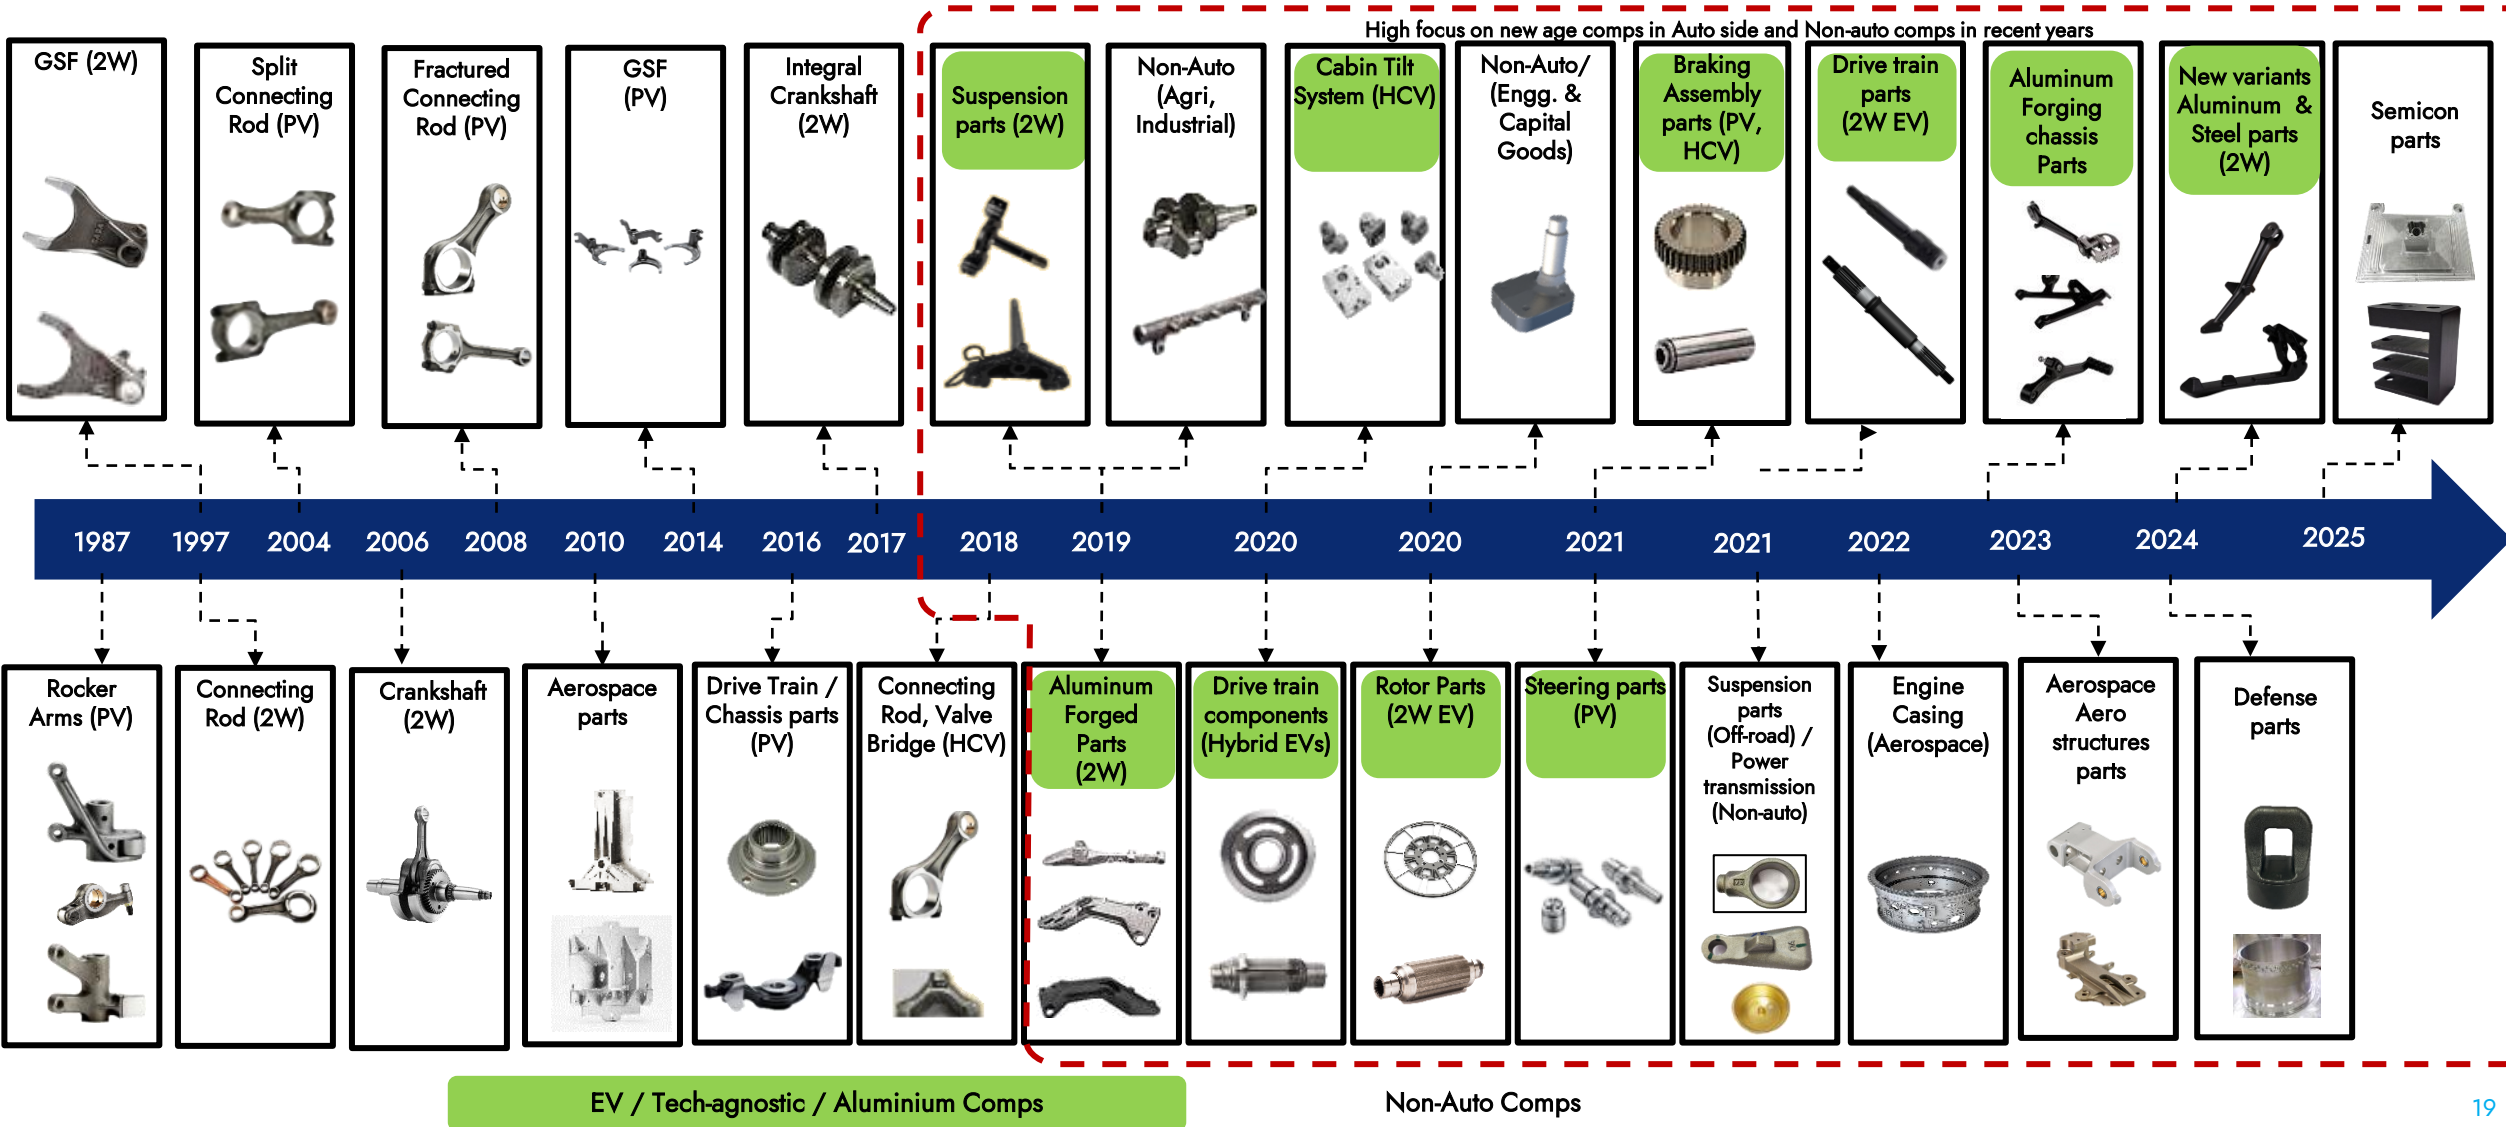 High focus on new age comps in Auto side and Non-auto comps in recent years
GSF (2W)
Split
Connecting
Rod (PV)
Fractured
Connecting
Rod (PV)
GSF
(PV)
Integral
Crankshaft
(2W)
Suspension
parts (2W)
Non-Auto
(Agri,
Industrial)
Cabin Tilt
System (HCV)
Non-Auto/
(Engg. &
Capital
Goods)
Braking
Assembly
parts (PV,
HCV)
Drive train
parts
(2W EV)
Aluminum
Forging
chassis
Parts
New variants
Aluminum &
Steel parts
(2W)
Semicon
parts
1987 1997 2004 2006 2008 2010 2014 2016 2017 2018 2019 2020 2020 2021 2021 2022 2023 2024 2025
Rocker
Arms (PV)
Connecting
Rod (2W)
Crankshaft
(2W)
Aerospace
parts
Drive Train /
Chassis parts
(PV)
Connecting
Rod, Valve
Bridge (HCV)
Aluminum
Forged
Parts
(2W)
Drive train
components
(Hybrid EVs)
Rotor Parts
(2W EV)
Steering parts
(PV)
Suspension
parts
(Off-road) /
Power
transmission
(Non-auto)
Engine
Casing
(Aerospace)
Aerospace
Aero
structures
parts
Defense
parts
EV / Tech-agnostic / Aluminium Comps
Non-Auto Comps
19